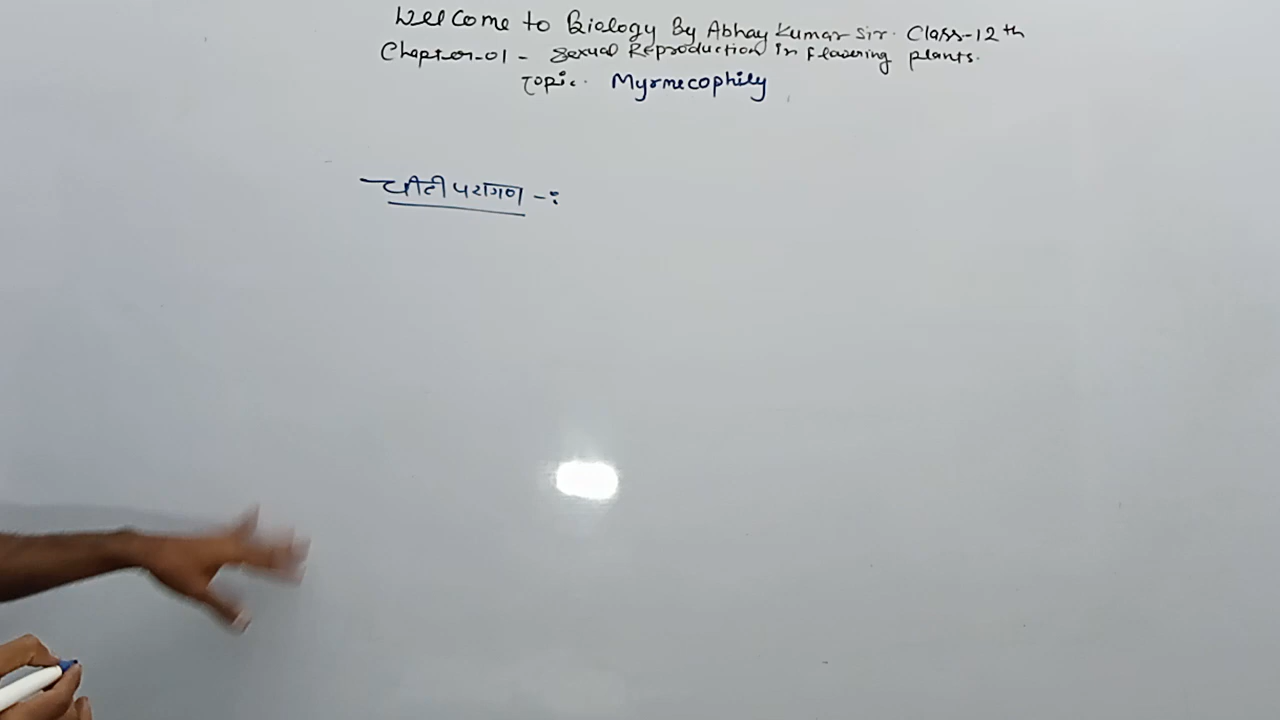 Welcome to Biology By Abhay Kumar Sir. Class-12th
Chapter-01 - Sexual Reproduction in flowering plants.
Topic. Myrmecophily
चीटी परागण -: